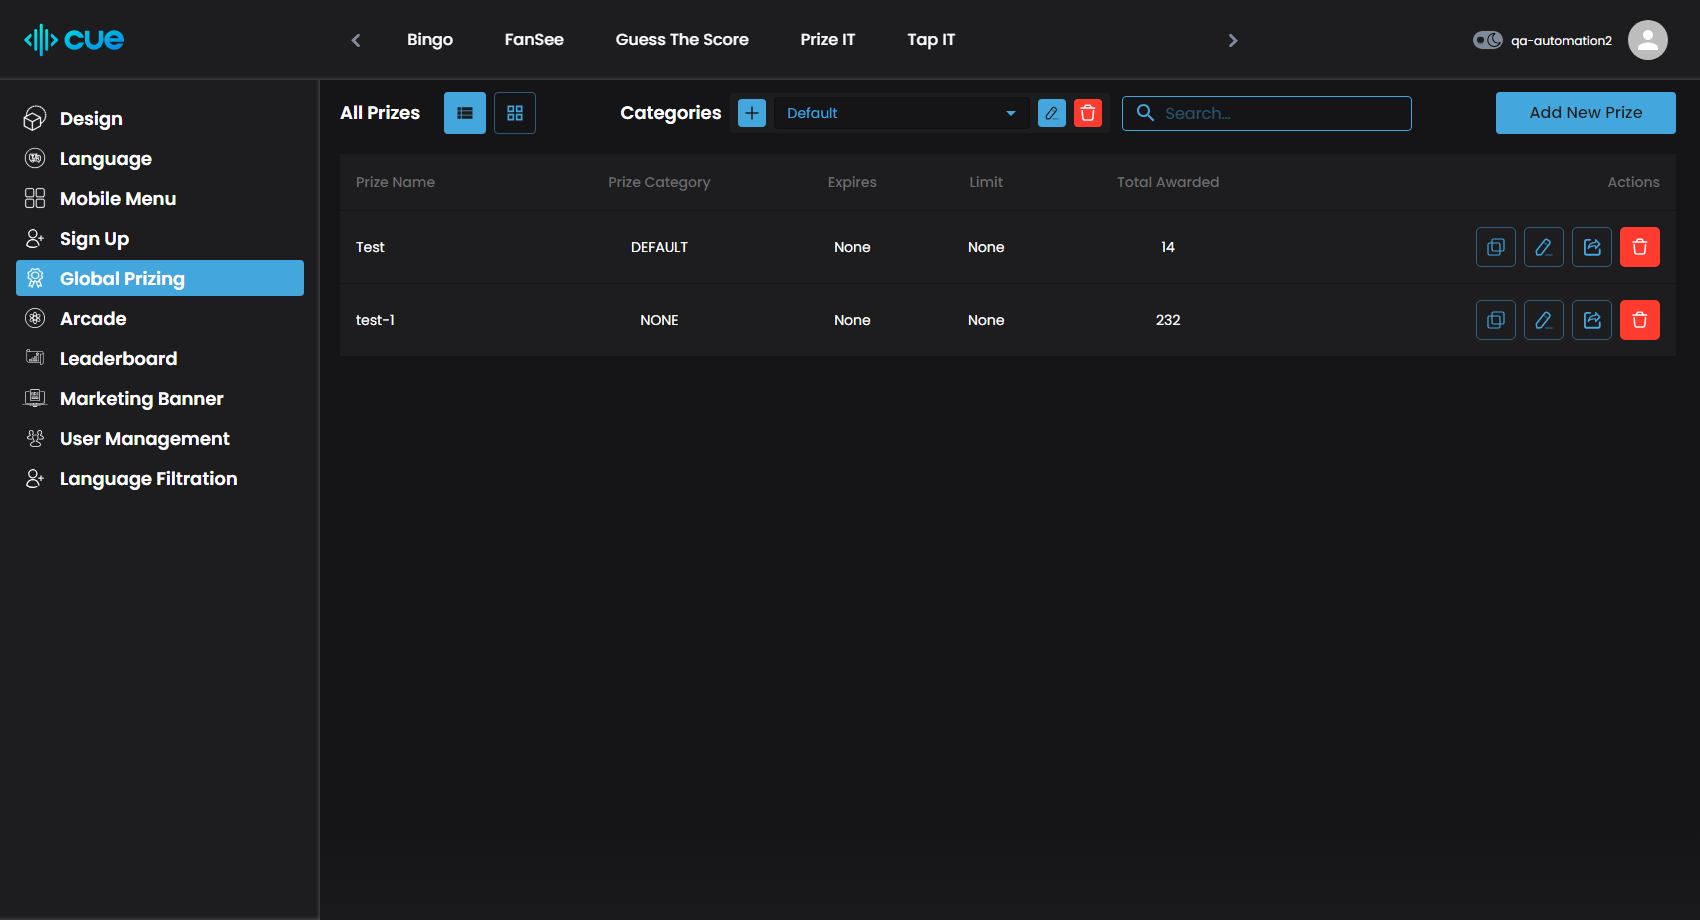 cue
Bingo
FanSee
Guess The Score
Prize IT
Tap IT
qa-automation2
Design
Language
Mobile Menu
Sign Up
Global Prizing
Arcade
Leaderboard
Marketing Banner
User Management
Language Filtration
All Prizes
Categories
Default
Search...
Add New Prize
Prize Name Prize Category Expires Limit Total Awarded Actions
Test DEFAULT None None 14
test-1 NONE None None 232